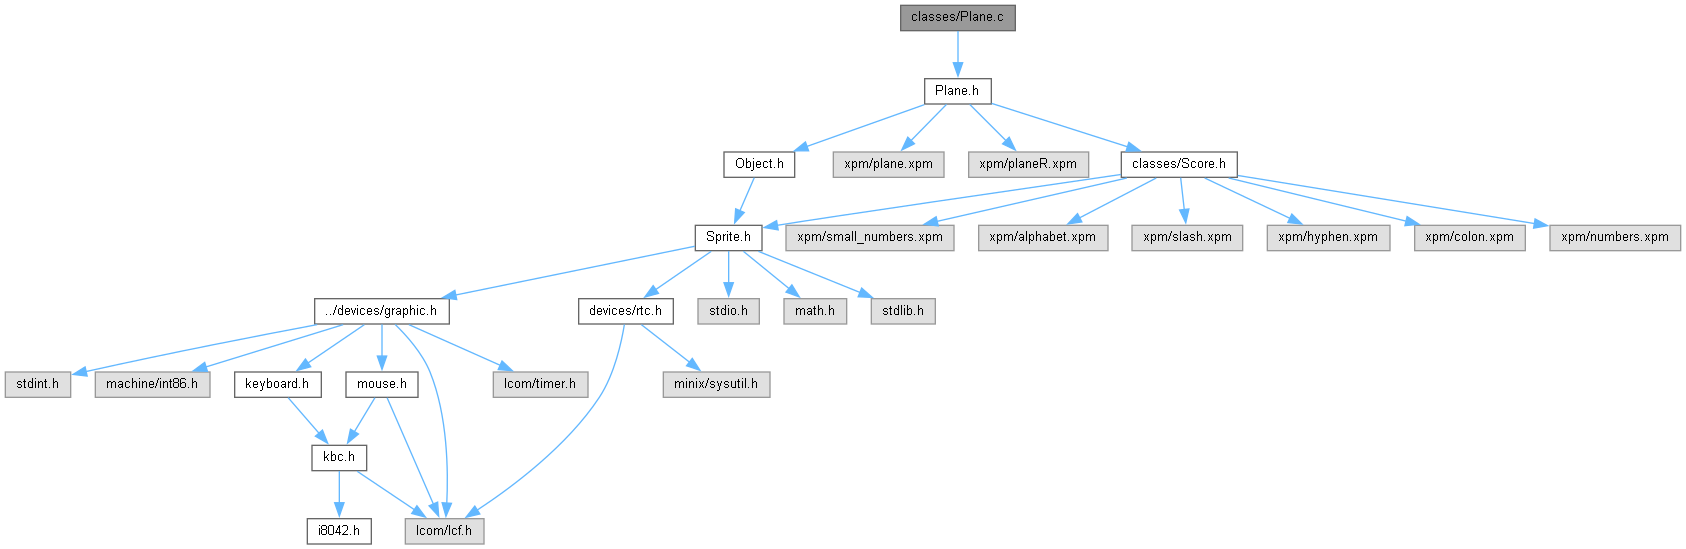 classes/Plane.c
Plane.h
Object.h
xpm/plane.xpm
xpm/planeR.xpm
classes/Score.h
Sprite.h
xpm/small_numbers.xpm
xpm/alphabet.xpm
xpm/slash.xpm
xpm/hyphen.xpm
xpm/colon.xpm
xpm/numbers.xpm
../devices/graphic.h
devices/rtc.h
stdio.h
math.h
stdlib.h
stdint.h
machine/int86.h
keyboard.h
mouse.h
lcom/timer.h
minix/sysutil.h
kbc.h
i8042.h
lcom/lcf.h